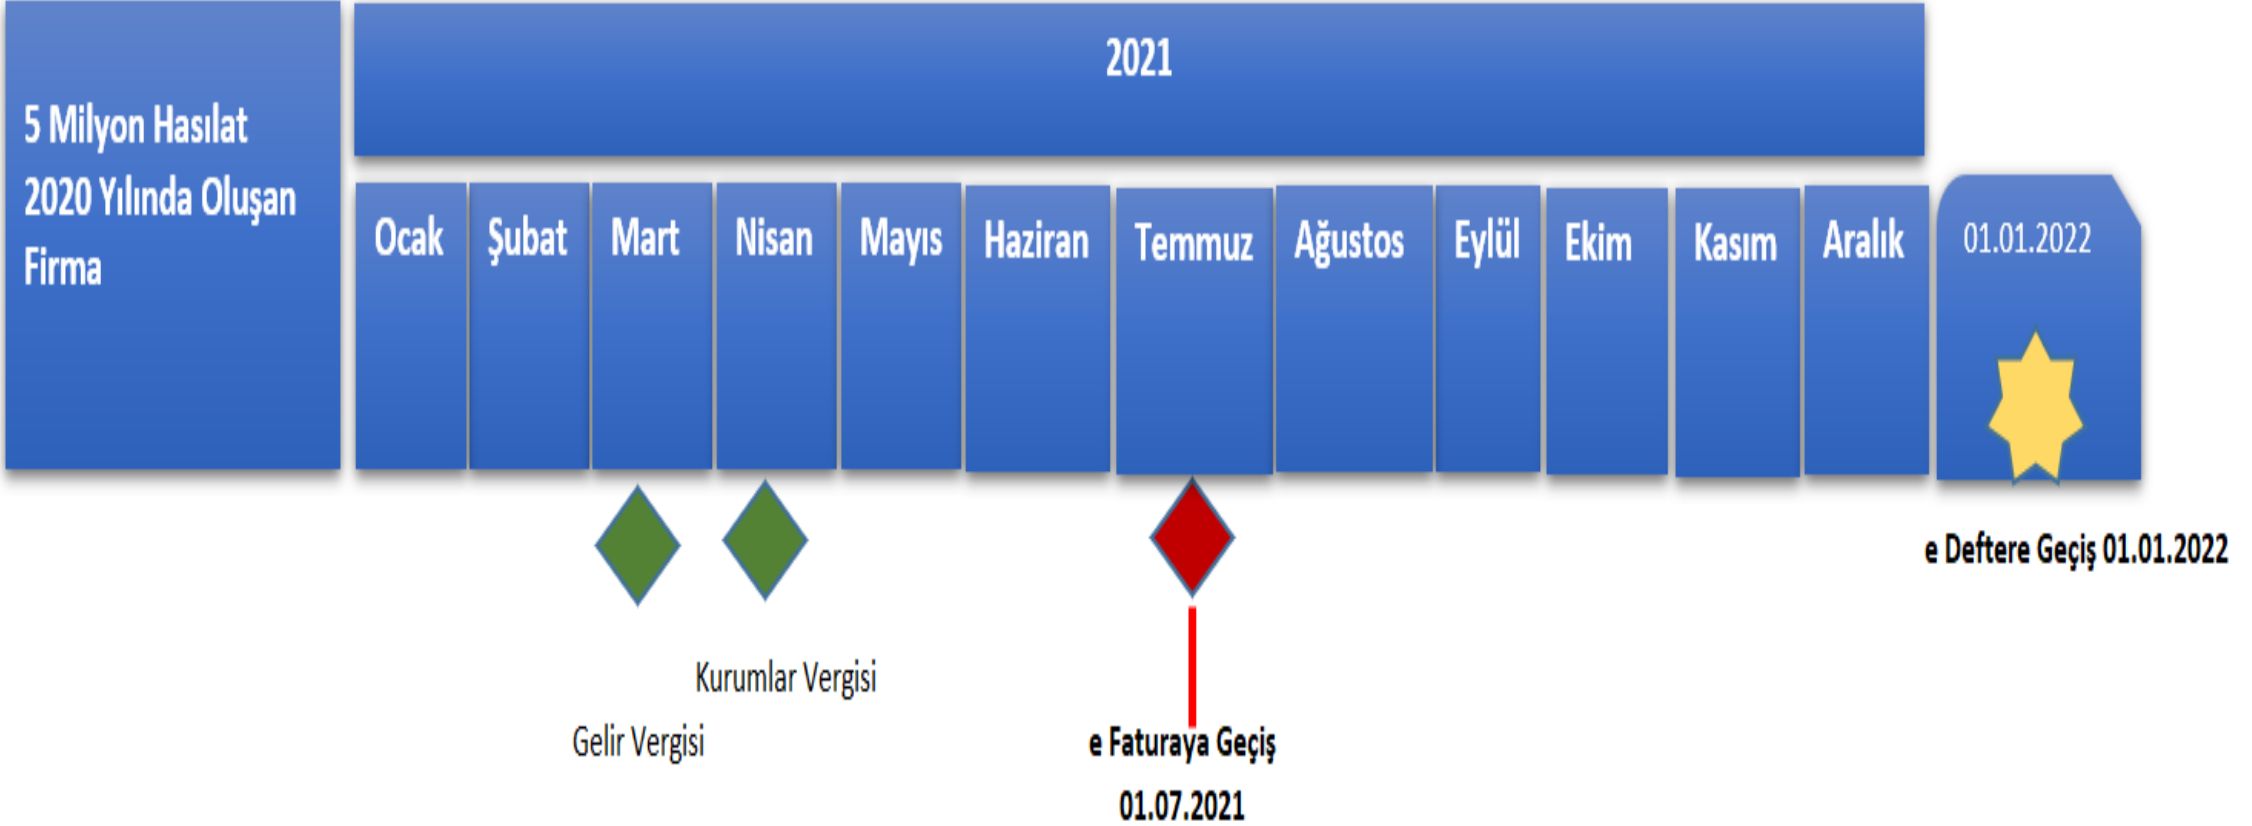 5 Milyon Hasılat
2020 Yılında Oluşan
Firma
2021
Ocak
Şubat
Mart
Nisan
Mayıs
Haziran
Temmuz
Ağustos
Eylül
Ekim
Kasım
Aralık
01.01.2022
e Deftere Geçiş 01.01.2022
Kurumlar Vergisi
Gelir Vergisi
e Faturaya Geçiş
01.07.2021